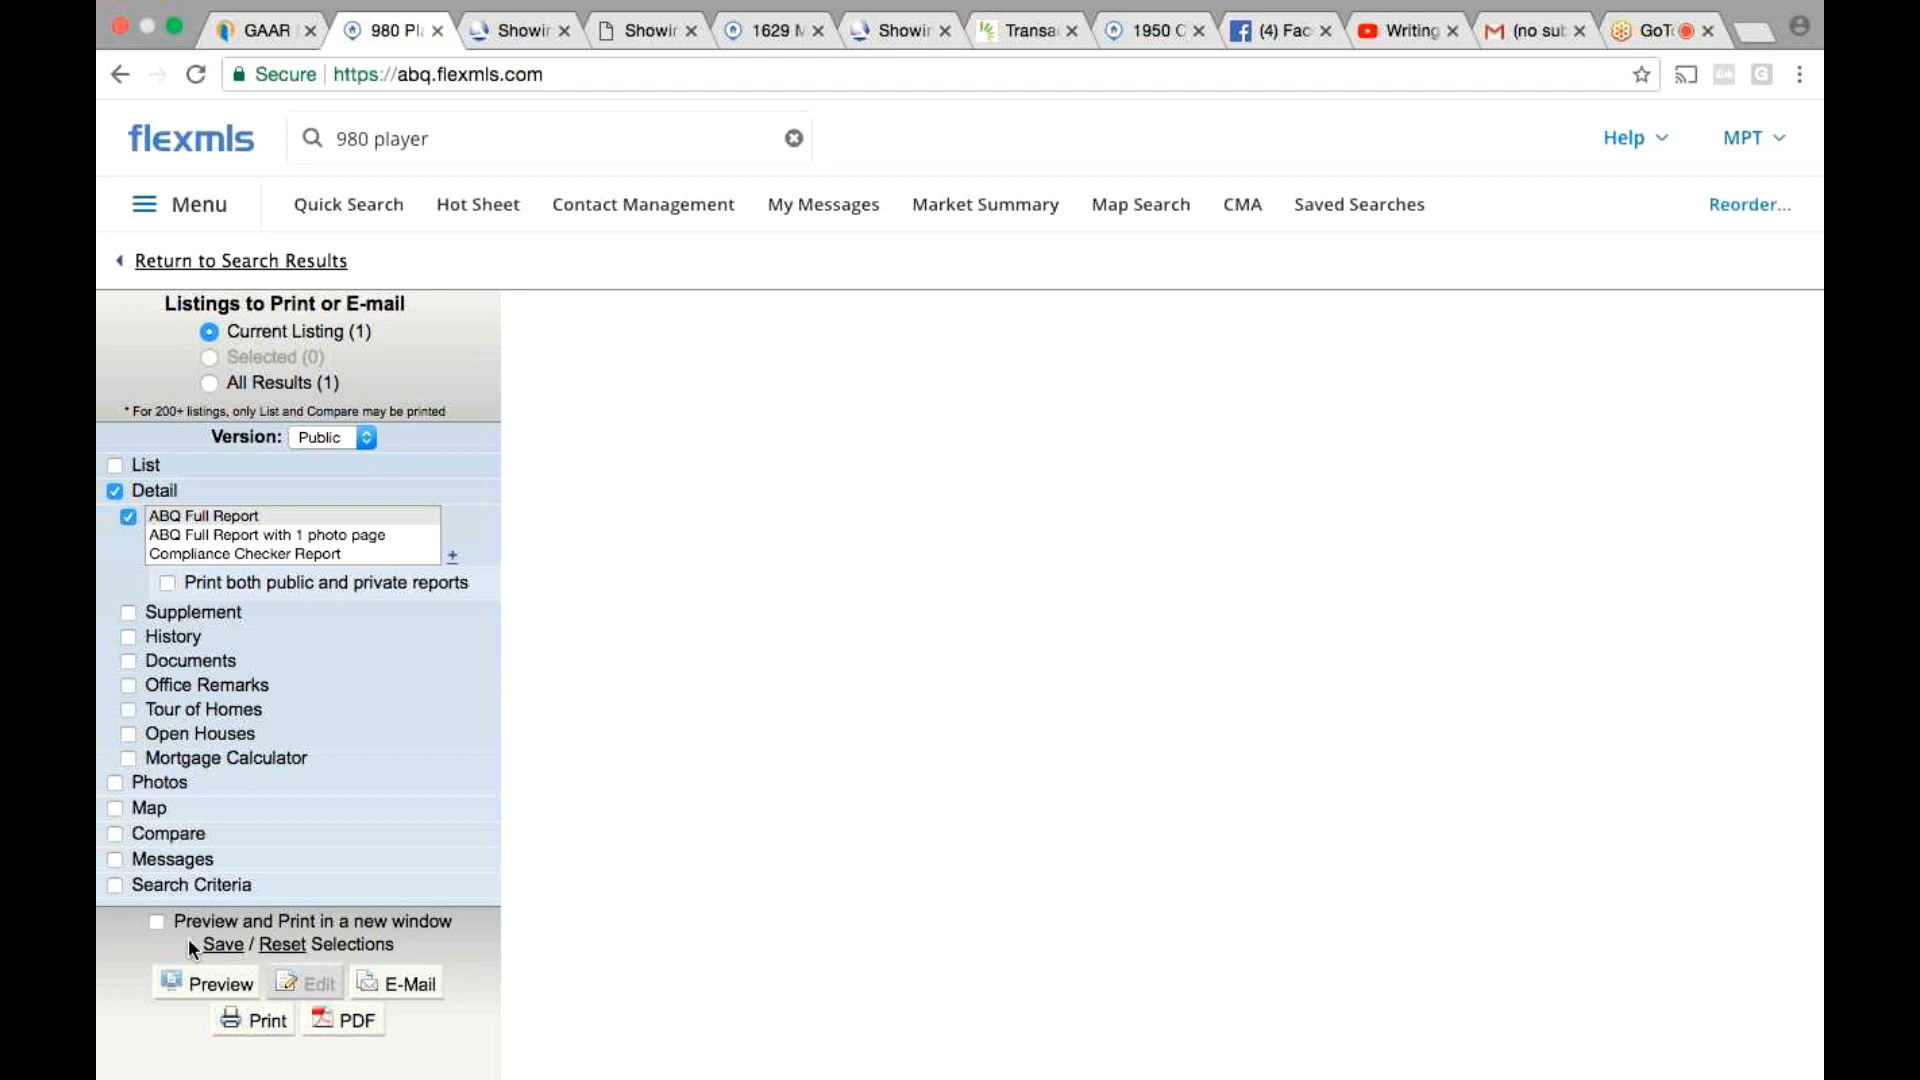 GAAR
980 Pla
Showin
Showin
1629 M
Showin
Transa
1950 C
(4) Fac
Writing
(no sub
GoTo
Secure
https://abq.flexmls.com
flexmls
980 player
Help
MPT
Menu
Quick Search
Hot Sheet
Contact Management
My Messages
Market Summary
Map Search
CMA
Saved Searches
Reorder...
Return to Search Results
Listings to Print or E-mail
Current Listing (1)
Selected (0)
All Results (1)
* For 200+ listings, only List and Compare may be printed
Version: Public
List
Detail
ABQ Full Report
ABQ Full Report with 1 photo page
Compliance Checker Report
±
Print both public and private reports
Supplement
History
Documents
Office Remarks
Tour of Homes
Open Houses
Mortgage Calculator
Photos
Map
Compare
Messages
Search Criteria
Preview and Print in a new window
Save / Reset Selections
Preview
Edit
E-Mail
Print
PDF